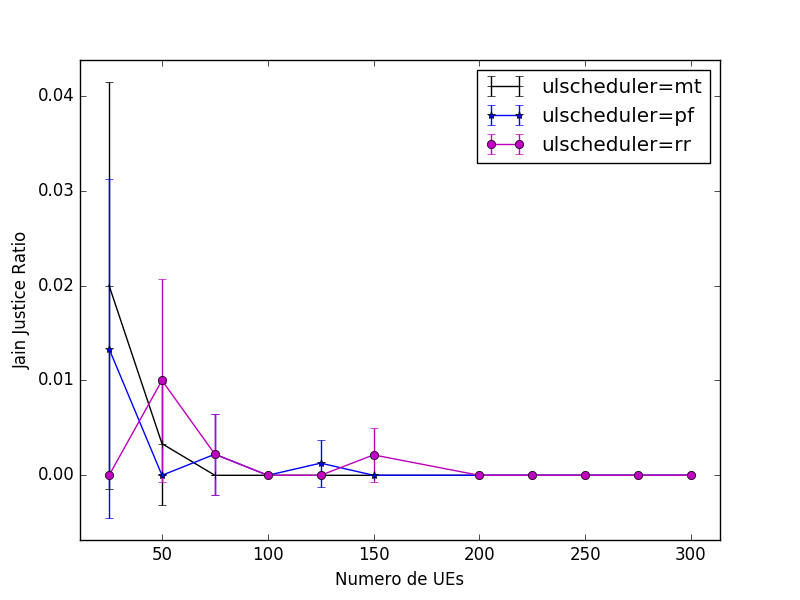 ulscheduler=mt
ulscheduler=pf
ulscheduler=rr
0.04
0.03
0.02
0.01
0.00
Jain Justice Ratio
50 100 150 200 250 300
Numero de UEs